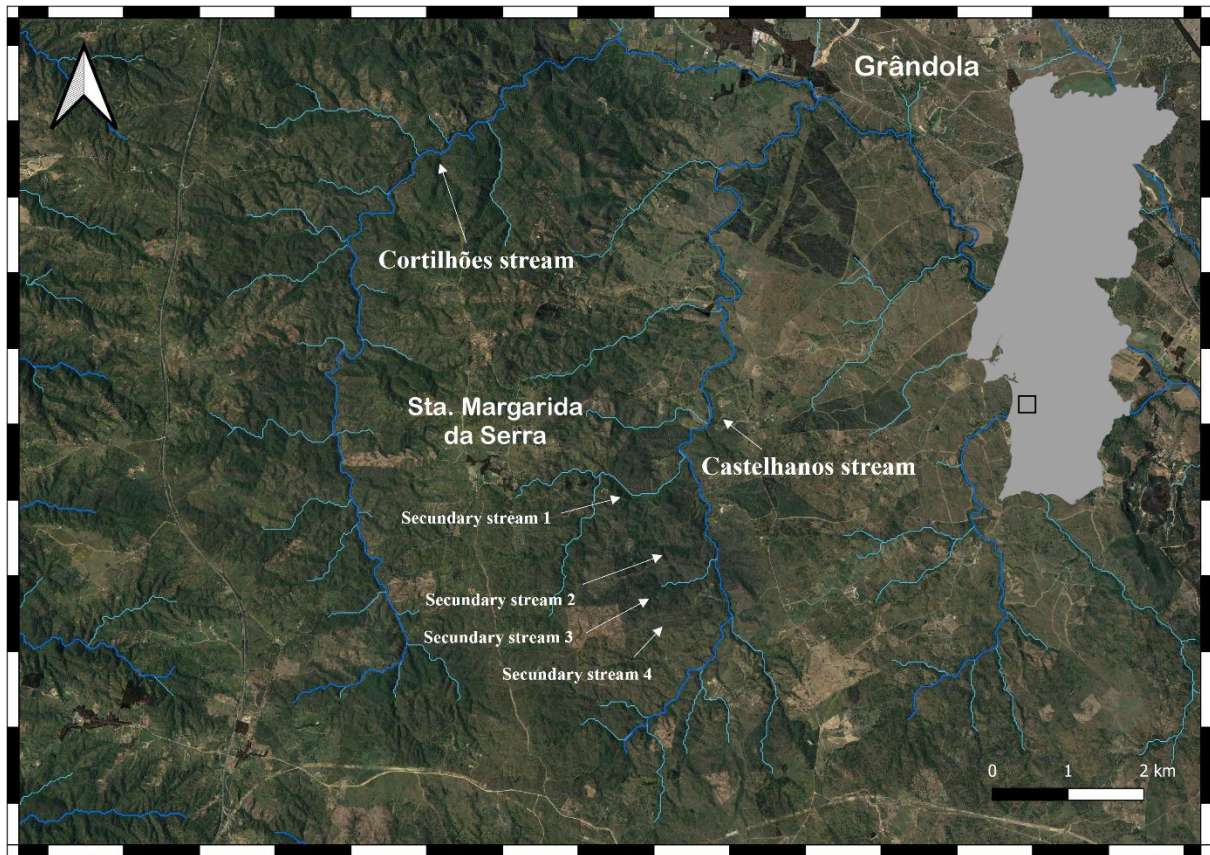 Grândola
Cortilhões stream
Sta. Margarida
da Serra
Castelhanos stream
Secundary stream 1
Secundary stream 2
Secundary stream 3
Secundary stream 4
0 1 2 km